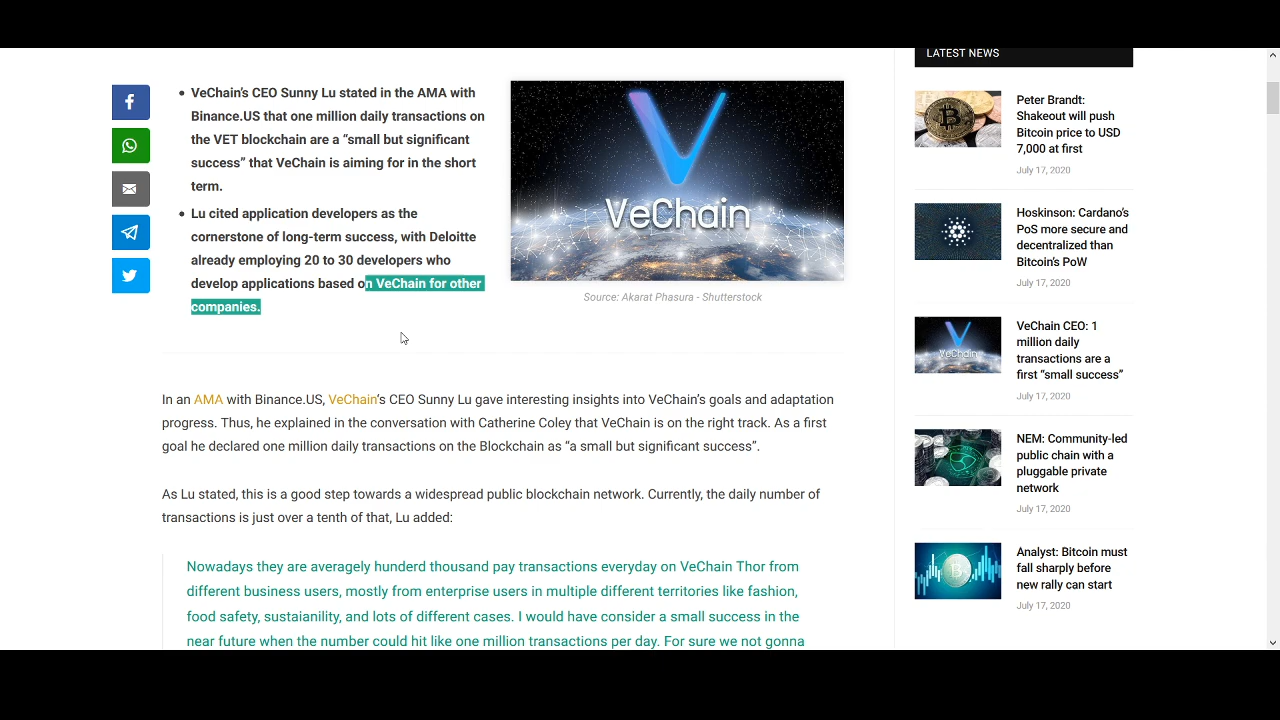 VeChain’s CEO Sunny Lu stated in the AMA with
Binance.US that one million daily transactions on
the VET blockchain are a “small but significant
success” that VeChain is aiming for in the short
term.
Lu cited application developers as the
cornerstone of long-term success, with Deloitte
already employing 20 to 30 developers who
develop applications based on VeChain for other
companies.
VeChain
Source: Akarat Phasura - Shutterstock
In an AMA with Binance.US, VeChain’s CEO Sunny Lu gave interesting insights into VeChain’s goals and adaptation
progress. Thus, he explained in the conversation with Catherine Coley that VeChain is on the right track. As a first
goal he declared one million daily transactions on the Blockchain as “a small but significant success”.
As Lu stated, this is a good step towards a widespread public blockchain network. Currently, the daily number of
transactions is just over a tenth of that, Lu added:
Nowadays they are averagely hunderd thousand pay transactions everyday on VeChain Thor from
different business users, mostly from enterprise users in multiple different territories like fashion,
food safety, sustaianility, and lots of different cases. I would have consider a small success in the
near future when the number could hit like one million transactions per day. For sure we not gonna
LATEST NEWS
Peter Brandt:
Shakeout will push
Bitcoin price to USD
7,000 at first
July 17, 2020
Hoskinson: Cardano’s
PoS more secure and
decentralized than
Bitcoin’s PoW
July 17, 2020
VeChain
VeChain CEO: 1
million daily
transactions are a
first “small success”
July 17, 2020
NEM: Community-led
public chain with a
pluggable private
network
July 17, 2020
Analyst: Bitcoin must
fall sharply before
new rally can start
July 17, 2020